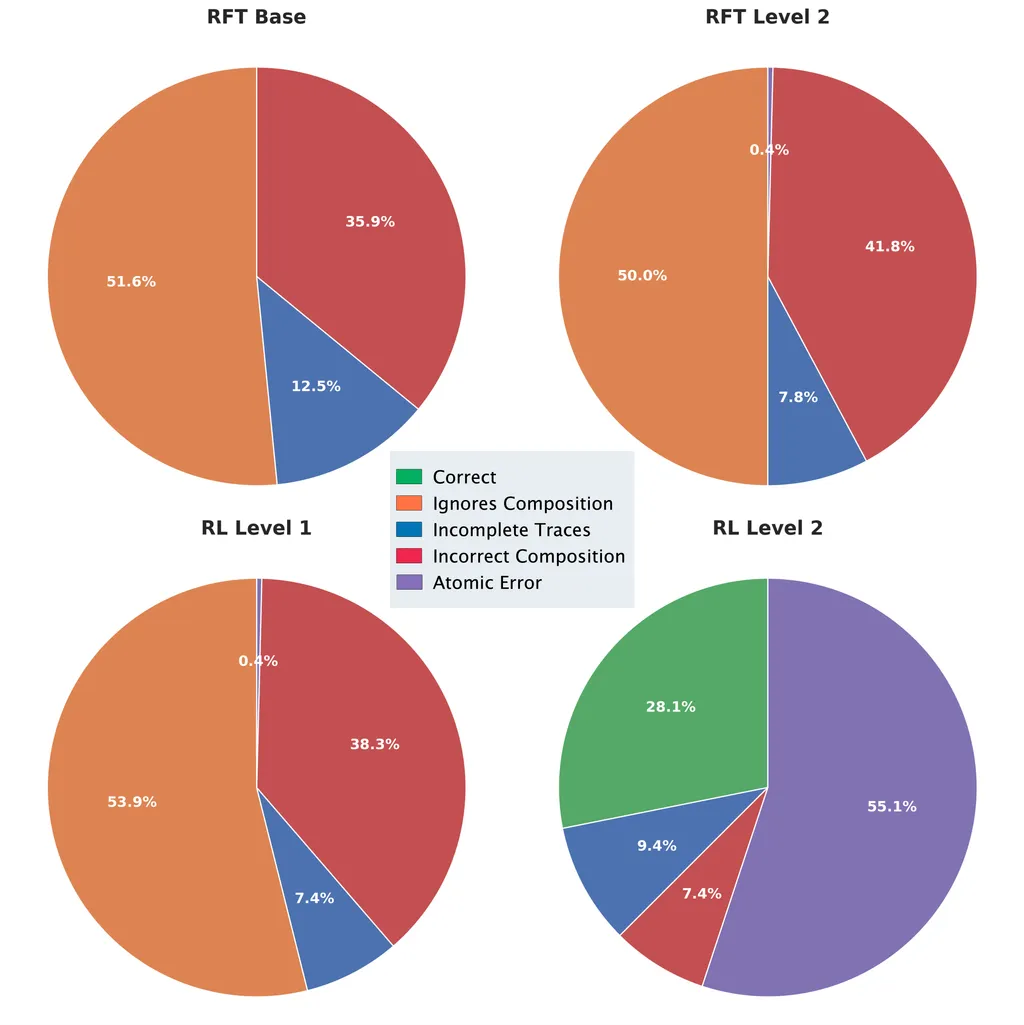 RFT Base
RFT Level 2
35.9%
51.6%
12.5%
0.4%
41.8%
50.0%
7.8%
Correct
Ignores Composition
Incomplete Traces
Incorrect Composition
Atomic Error
RL Level 1
RL Level 2
0.4%
38.3%
53.9%
7.4%
28.1%
55.1%
9.4%
7.4%